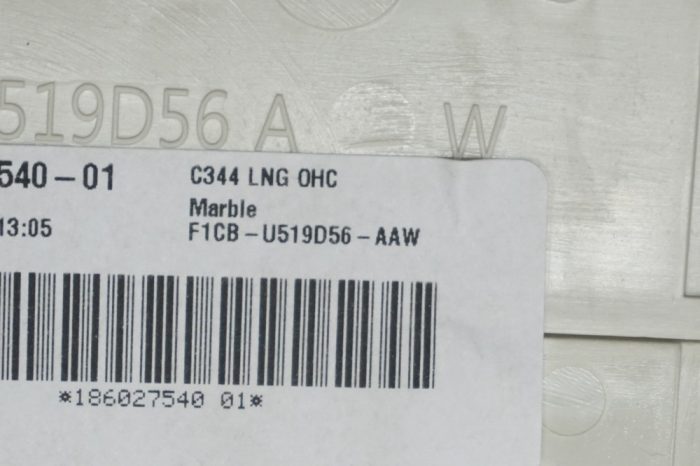 519D56 A W
540-01
C344 LNG OHC
Marble
13:05
F1CB-U519D56-AAW
*186027540 01*